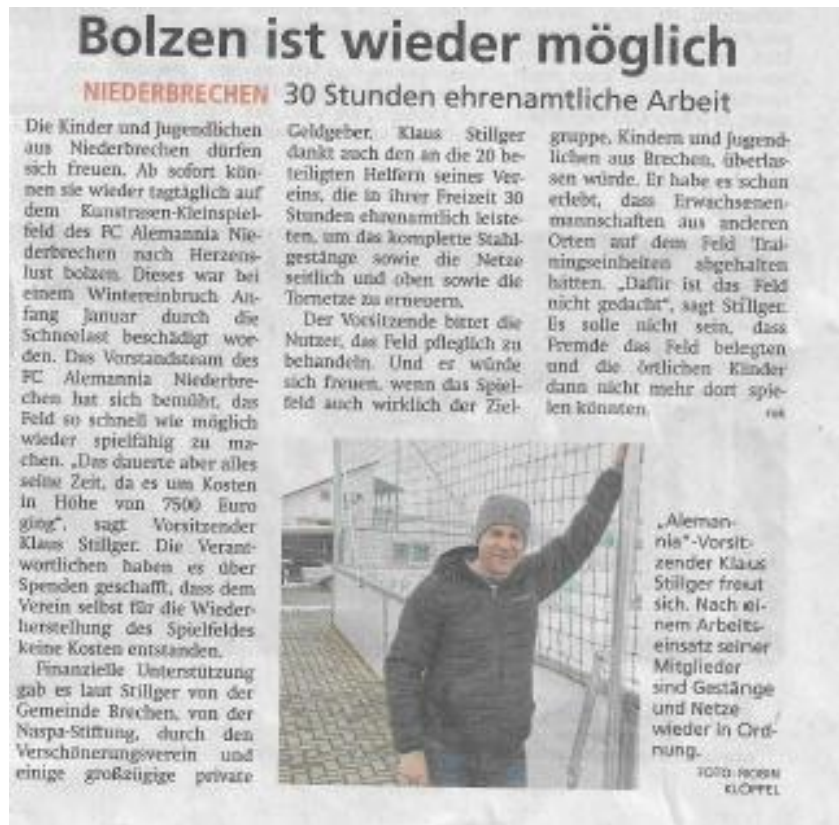 Bolzen ist wieder möglich
NIEDERBRECHEN 30 Stunden ehrenamtliche Arbeit
Die Kinder und Jugendlichen
aus Niederbrechen dürfen
sich freuen. Ab sofort kön-
nen sie wieder tagtäglich auf
dem Kunstrasen-Kleinspiel-
feld des FC Alemannia Nie-
derbrechen nach Herzens-
lust bolzen. Dieses war bei
einem Wintereinbruch An-
fang Januar durch die
Schneelast beschädigt wor-
den. Das Vorstandsteam des
FC Alemannia Niederbre-
chen hat sich bemüht, das
Feld so schnell wie möglich
wieder spielfähig zu ma-
chen. „Das dauerte aber alles
seine Zeit, da es um Kosten
in Höhe von 7500 Euro
ging“, sagt Vorsitzender
Klaus Stillger. Die Verant-
wortlichen haben es über
Spenden geschafft, dass dem
Verein selbst für die Wieder-
herstellung des Spielfeldes
keine Kosten entstanden.
Finanzielle Unterstützung
gab es laut Stillger von der
Gemeinde Brechen, von der
Naspa-Stiftung, durch den
Verschönerungsverein und
einige großzügige private
Geldgeber. Klaus Stillger
dankt auch den an die 20 be-
teiligten Helfern seines Ver-
eins, die in ihrer Freizeit 30
Stunden ehrenamtlich leiste-
ten, um das komplette Stahl-
gestänge sowie die Netze
seitlich und oben sowie die
Tornetze zu erneuern.
Der Vorsitzende bittet die
Nutzer, das Feld pfleglich zu
behandeln. Und er würde
sich freuen, wenn das Spiel-
feld auch wirklich der Ziel-
gruppe, Kindern und Jugend-
lichen aus Brechen, überlas-
sen würde. Er habe es schon
erlebt, dass Erwachsenen-
mannschaften aus anderen
Orten auf dem Feld Trai-
ningseinheiten abgehalten
hätten. „Dafür ist das Feld
nicht gedacht“, sagt Stillger.
Es solle nicht sein, dass
Fremde das Feld belegten
und die örtlichen Kinder
dann nicht mehr dort spie-
len könnten.
„Aleman-
nia“-Vorsit-
zender Klaus
Stillger freut
sich. Nach ei-
nem Arbeits-
einsatz seiner
Mitglieder
sind Gestänge
und Netze
wieder in Ord-
nung.
FOTO: ROBIN
KLÖPPEL